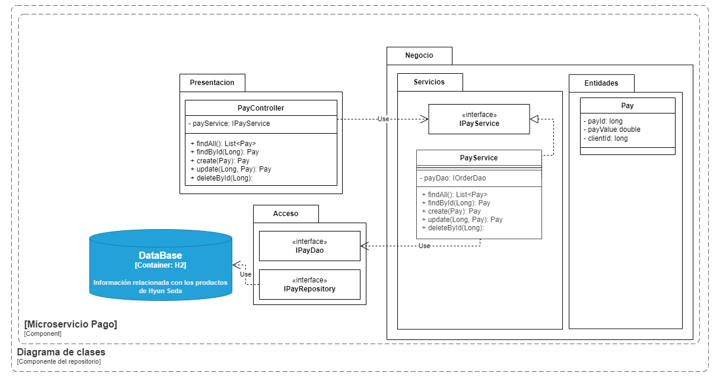 Negocio
Presentacion
PayController
- payService: IPayService
+ findAll(): List<Pay>
+ findById(Long): Pay
+ create(Pay): Pay
+ update(Long, Pay): Pay
+ deleteById(Long):
Use
Servicios
«interface»
IPayService
PayService
- payDao: IOrderDao
+ findAll(): List<Pay>
+ findById(Long): Pay
+ create(Pay): Pay
+ update(Long, Pay): Pay
+ deleteById(Long):
Use
Entidades
Pay
- payId: long
- payValue:double
- clientId: long
Acceso
«interface»
IPayDao
«interface»
IPayRepository
Use
DataBase
[Container: H2]
Información relacionada con los productos
de Hyun Seda
[Microservicio Pago]
[Component]
Diagrama de clases
[Componente del repositorio]